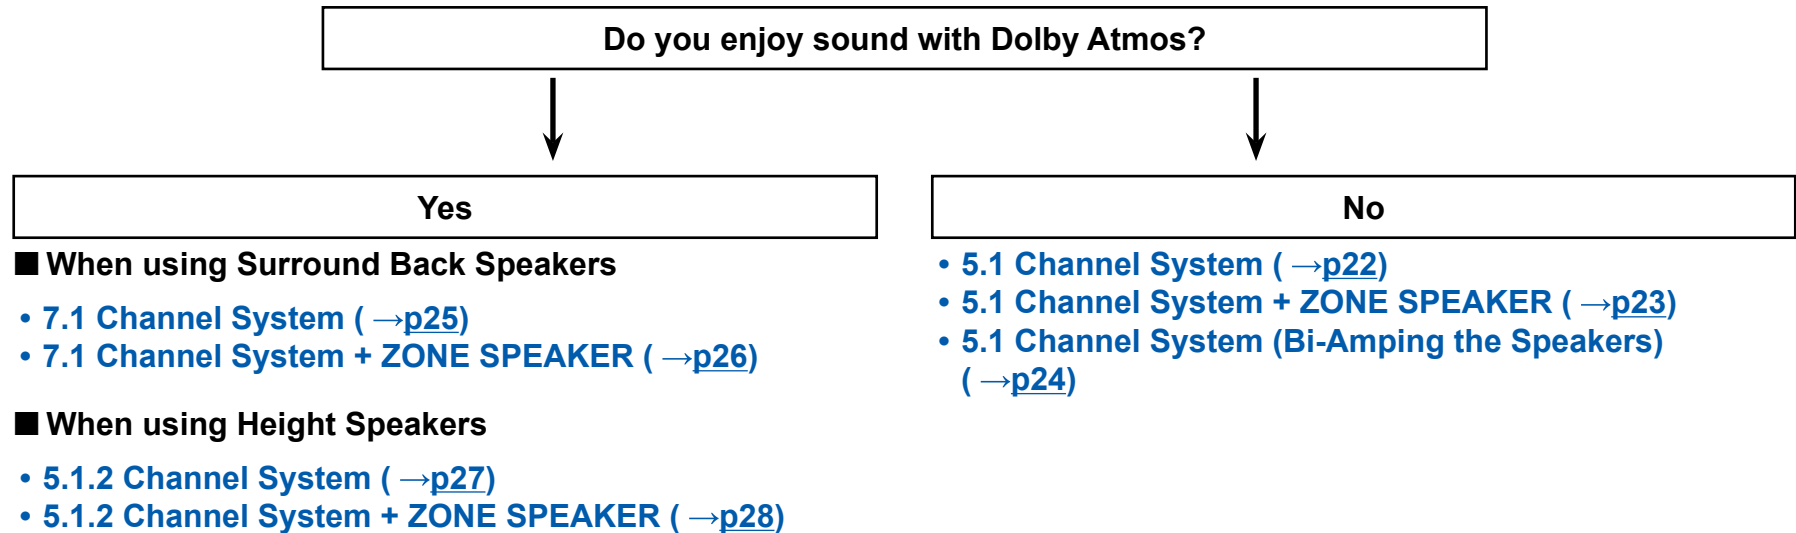 Do you enjoy sound with Dolby Atmos?
Yes
■ When using Surround Back Speakers
• 7.1 Channel System ( →p25)
• 7.1 Channel System + ZONE SPEAKER ( →p26)
■ When using Height Speakers
• 5.1.2 Channel System ( →p27)
• 5.1.2 Channel System + ZONE SPEAKER ( →p28)
No
• 5.1 Channel System ( →p22)
• 5.1 Channel System + ZONE SPEAKER ( →p23)
• 5.1 Channel System (Bi-Amping the Speakers)
( →p24)